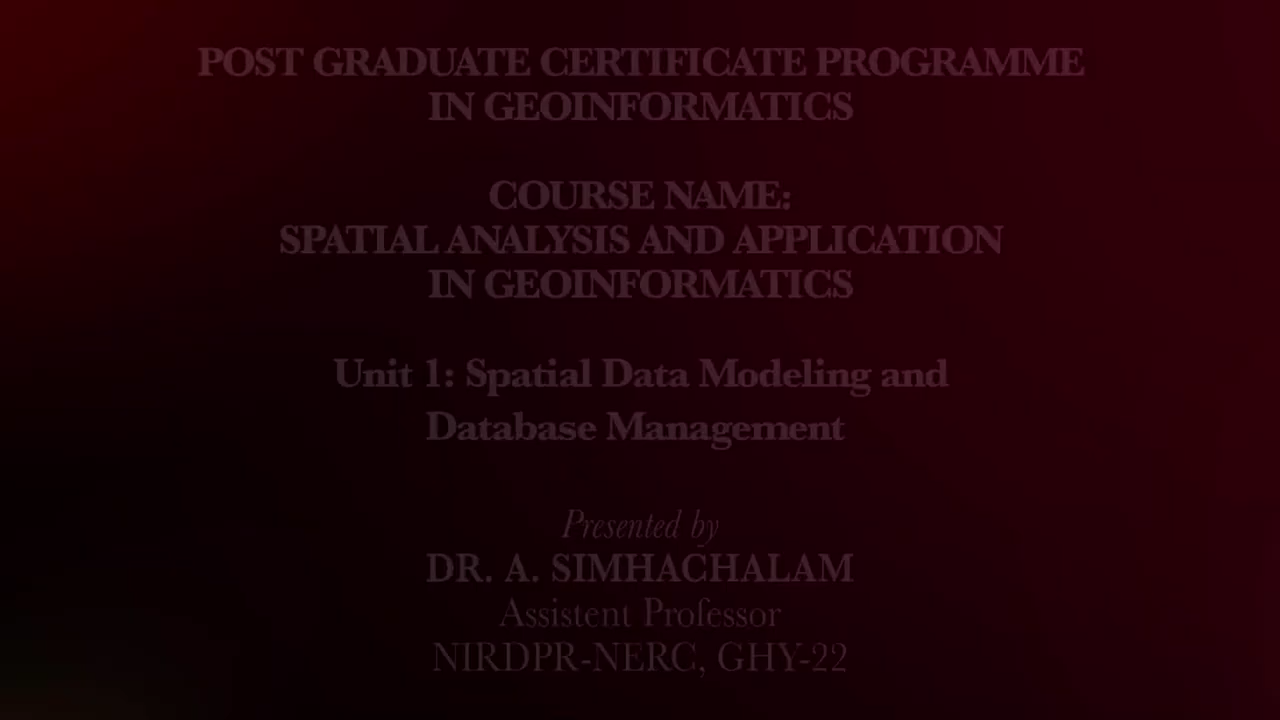 POST GRADUATE CERTIFICATE PROGRAMME
IN GEOINFORMATICS
COURSE NAME:
SPATIAL ANALYSIS AND APPLICATION
IN GEOINFORMATICS
Unit 1: Spatial Data Modeling and
Database Management
Presented by
DR. A. SIMHACHALAM
Assistent Professor
NIRDPR-NERC, GHY-22